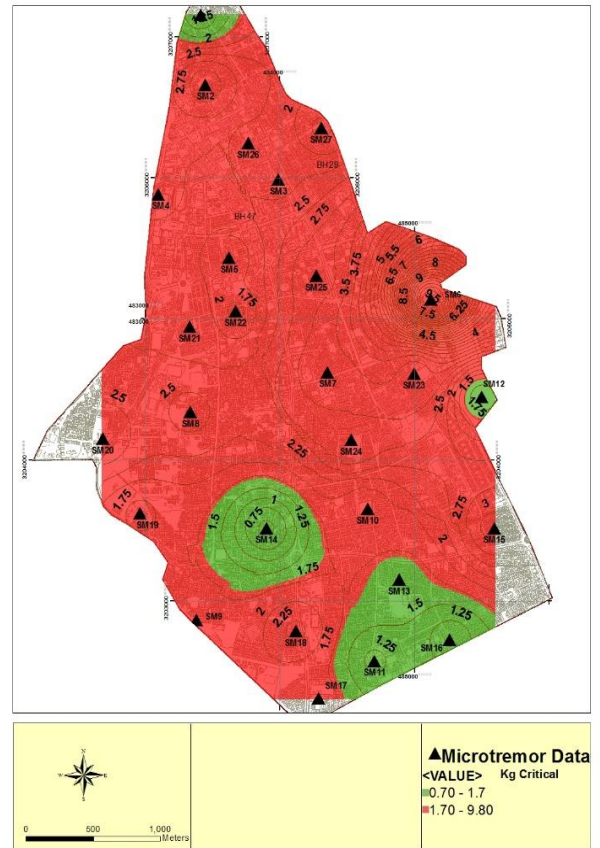 2
2.5
2.75
SM2
2
SM27
SM26
BH29
SM3
SM4
2.5
2.75
BH47
6
5.5
5
8
3.75
7
SM5
6.5
9
3.5
SM25
8.5
SM6
1.75
2
7.5
6.25
SM22
4.5
4
SM21
SM7
SM23
1.5
SM12
2
2.5
1.75
2.5
2.5
SM8
SM20
2.25
SM24
1.75
1
2.75
3
SM19
0.75
1.25
SM10
1.5
SM14
SM15
2
1.75
SM13
1.5
2
1.25
SM9
2.25
SM18
1.75
1.25
SM16
SM11
SM17
N
W
E
S
0 500 1,000
Meters
Microtremor Data
<VALUE> Kg Critical
0.70 - 1.7
1.70 - 9.80